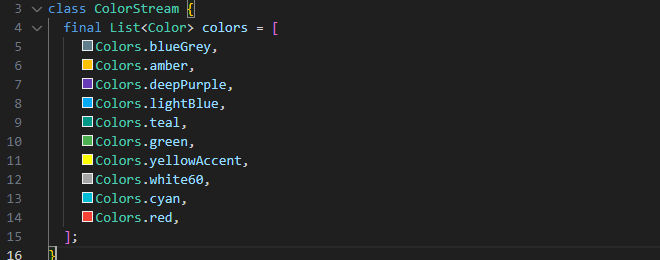 3 class ColorStream {
4 final List<Color> colors = [
5 Colors.blueGrey,
6 Colors.amber,
7 Colors.deepPurple,
8 Colors.lightBlue,
9 Colors.teal,
10 Colors.green,
11 Colors.yellowAccent,
12 Colors.white60,
13 Colors.cyan,
14 Colors.red,
15 ];
16 }